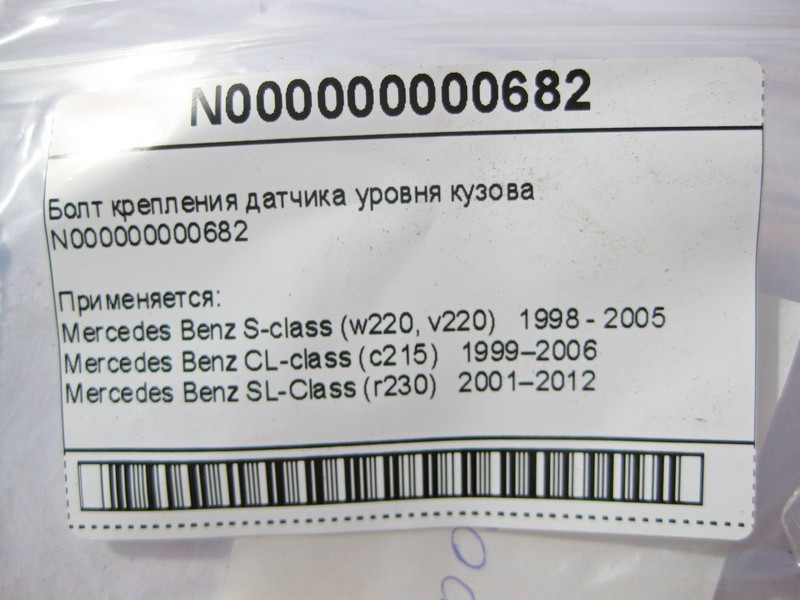 N000000000682
Болт крепления датчика уровня кузова
N000000000682
Применяется:
Mercedes Benz S-class (w220, v220) 1998 - 2005
Mercedes Benz CL-class (c215) 1999–2006
Mercedes Benz SL-Class (r230) 2001–2012